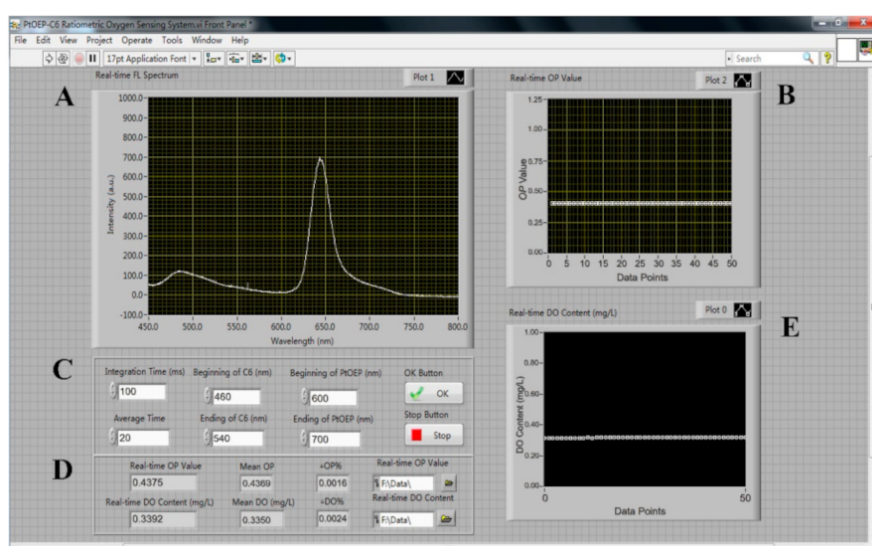 PtOEP-C6 Ratiometric Oxygen Sensing System.vi Front Panel *
File Edit View Project Operate Tools Window Help
17pt Application Font
Search
A
Real-time FL Spectrum
Plot 1
1000.0
900.0
800.0
700.0
600.0
500.0
400.0
300.0
200.0
100.0
0.0
-100.0
Intensity (a.u.)
450.0 500.0 550.0 600.0 650.0 700.0 750.0 800.0
Wavelength (nm)
Real-time OP Value
Plot 2
B
1.25
1.00
0.75
0.50
0.25
0.00
OP Value
0 5 10 15 20 25 30 35 40 45 50
Data Points
C
Integration Time (ms) Beginning of C6 (nm) Beginning of PtOEP (nm) OK Button
100 460 600 OK
Average Time Ending of C6 (nm) Ending of PtOEP (nm) Stop Button
20 540 700 Stop
D
Real-time OP Value Mean OP ±OP% Real-time OP Value
0.4375 0.4369 0.0016 F:\Data\
Real-time DO Content (mg/L) Mean DO (mg/L) ±DO% Real-time DO Content
0.3392 0.3350 0.0024 F:\Data\
Real-time DO Content (mg/L)
Plot 0
E
1.00
0.80
0.60
0.40
0.20
0.00
DO Content (mg/L)
0 50
Data Points